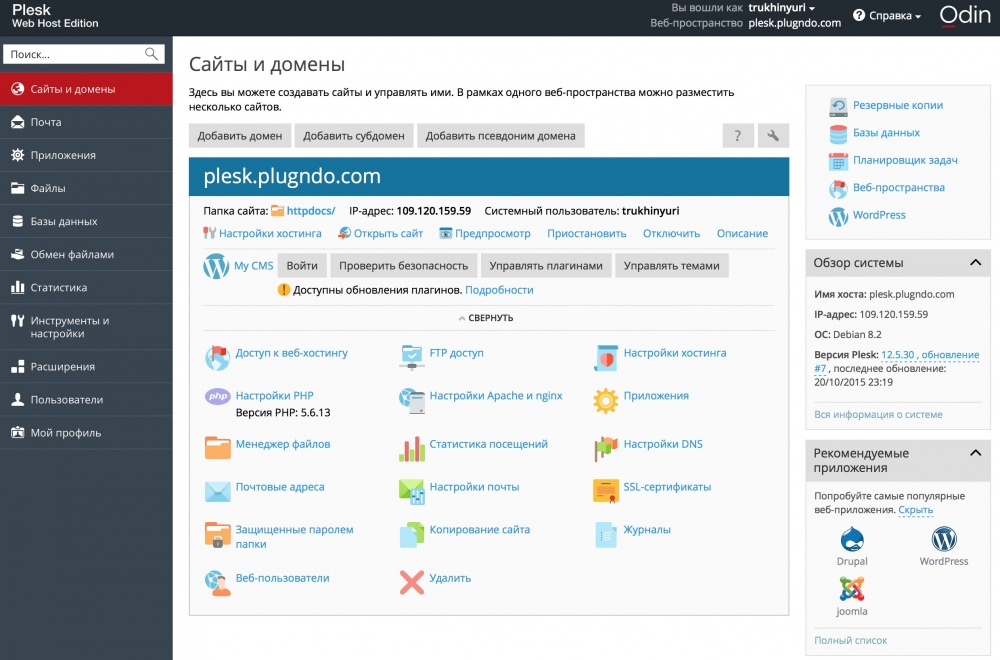 Plesk
Web Host Edition
Вы вошли как trukhinyuri
Веб-пространство plesk.plugndo.com
? Справка
Odin
Поиск...
Сайты и домены
Почта
Приложения
Файлы
Базы данных
Обмен файлами
Статистика
Инструменты и
настройки
Расширения
Пользователи
Мой профиль
Сайты и домены
Здесь вы можете создавать сайты и управлять ими. В рамках одного веб-пространства можно разместить
несколько сайтов.
Добавить домен
Добавить субдомен
Добавить псевдоним домена
?
plesk.plugndo.com
Папка сайта: httpdocs/ IP-адрес: 109.120.159.59 Системный пользователь: trukhinyuri
Настройки хостинга Открыть сайт Предпросмотр Приостановить Отключить Описание
My CMS Войти Проверить безопасность Управлять плагинами Управлять темами
Доступны обновления плагинов. Подробности
СВЕРНУТЬ
Доступ к веб-хостингу
FTP доступ
Настройки хостинга
php Настройки PHP
Версия PHP: 5.6.13
Настройки Apache и nginx
Приложения
Менеджер файлов
Статистика посещений
Настройки DNS
Почтовые адреса
Настройки почты
SSL-сертификаты
Защищенные паролем
папки
Копирование сайта
Журналы
Веб-пользователи
Удалить
Резервные копии
Базы данных
Планировщик задач
Веб-пространства
WordPress
Обзор системы
Имя хоста: plesk.plugndo.com
IP-адрес: 109.120.159.59
ОС: Debian 8.2
Версия Plesk: 12.5.30 , обновление
#7 , последнее обновление:
20/10/2015 23:19
Вся информация о системе
Рекомендуемые
приложения
Попробуйте самые популярные
веб-приложения. Скрыть
Drupal
WordPress
joomla
Полный список